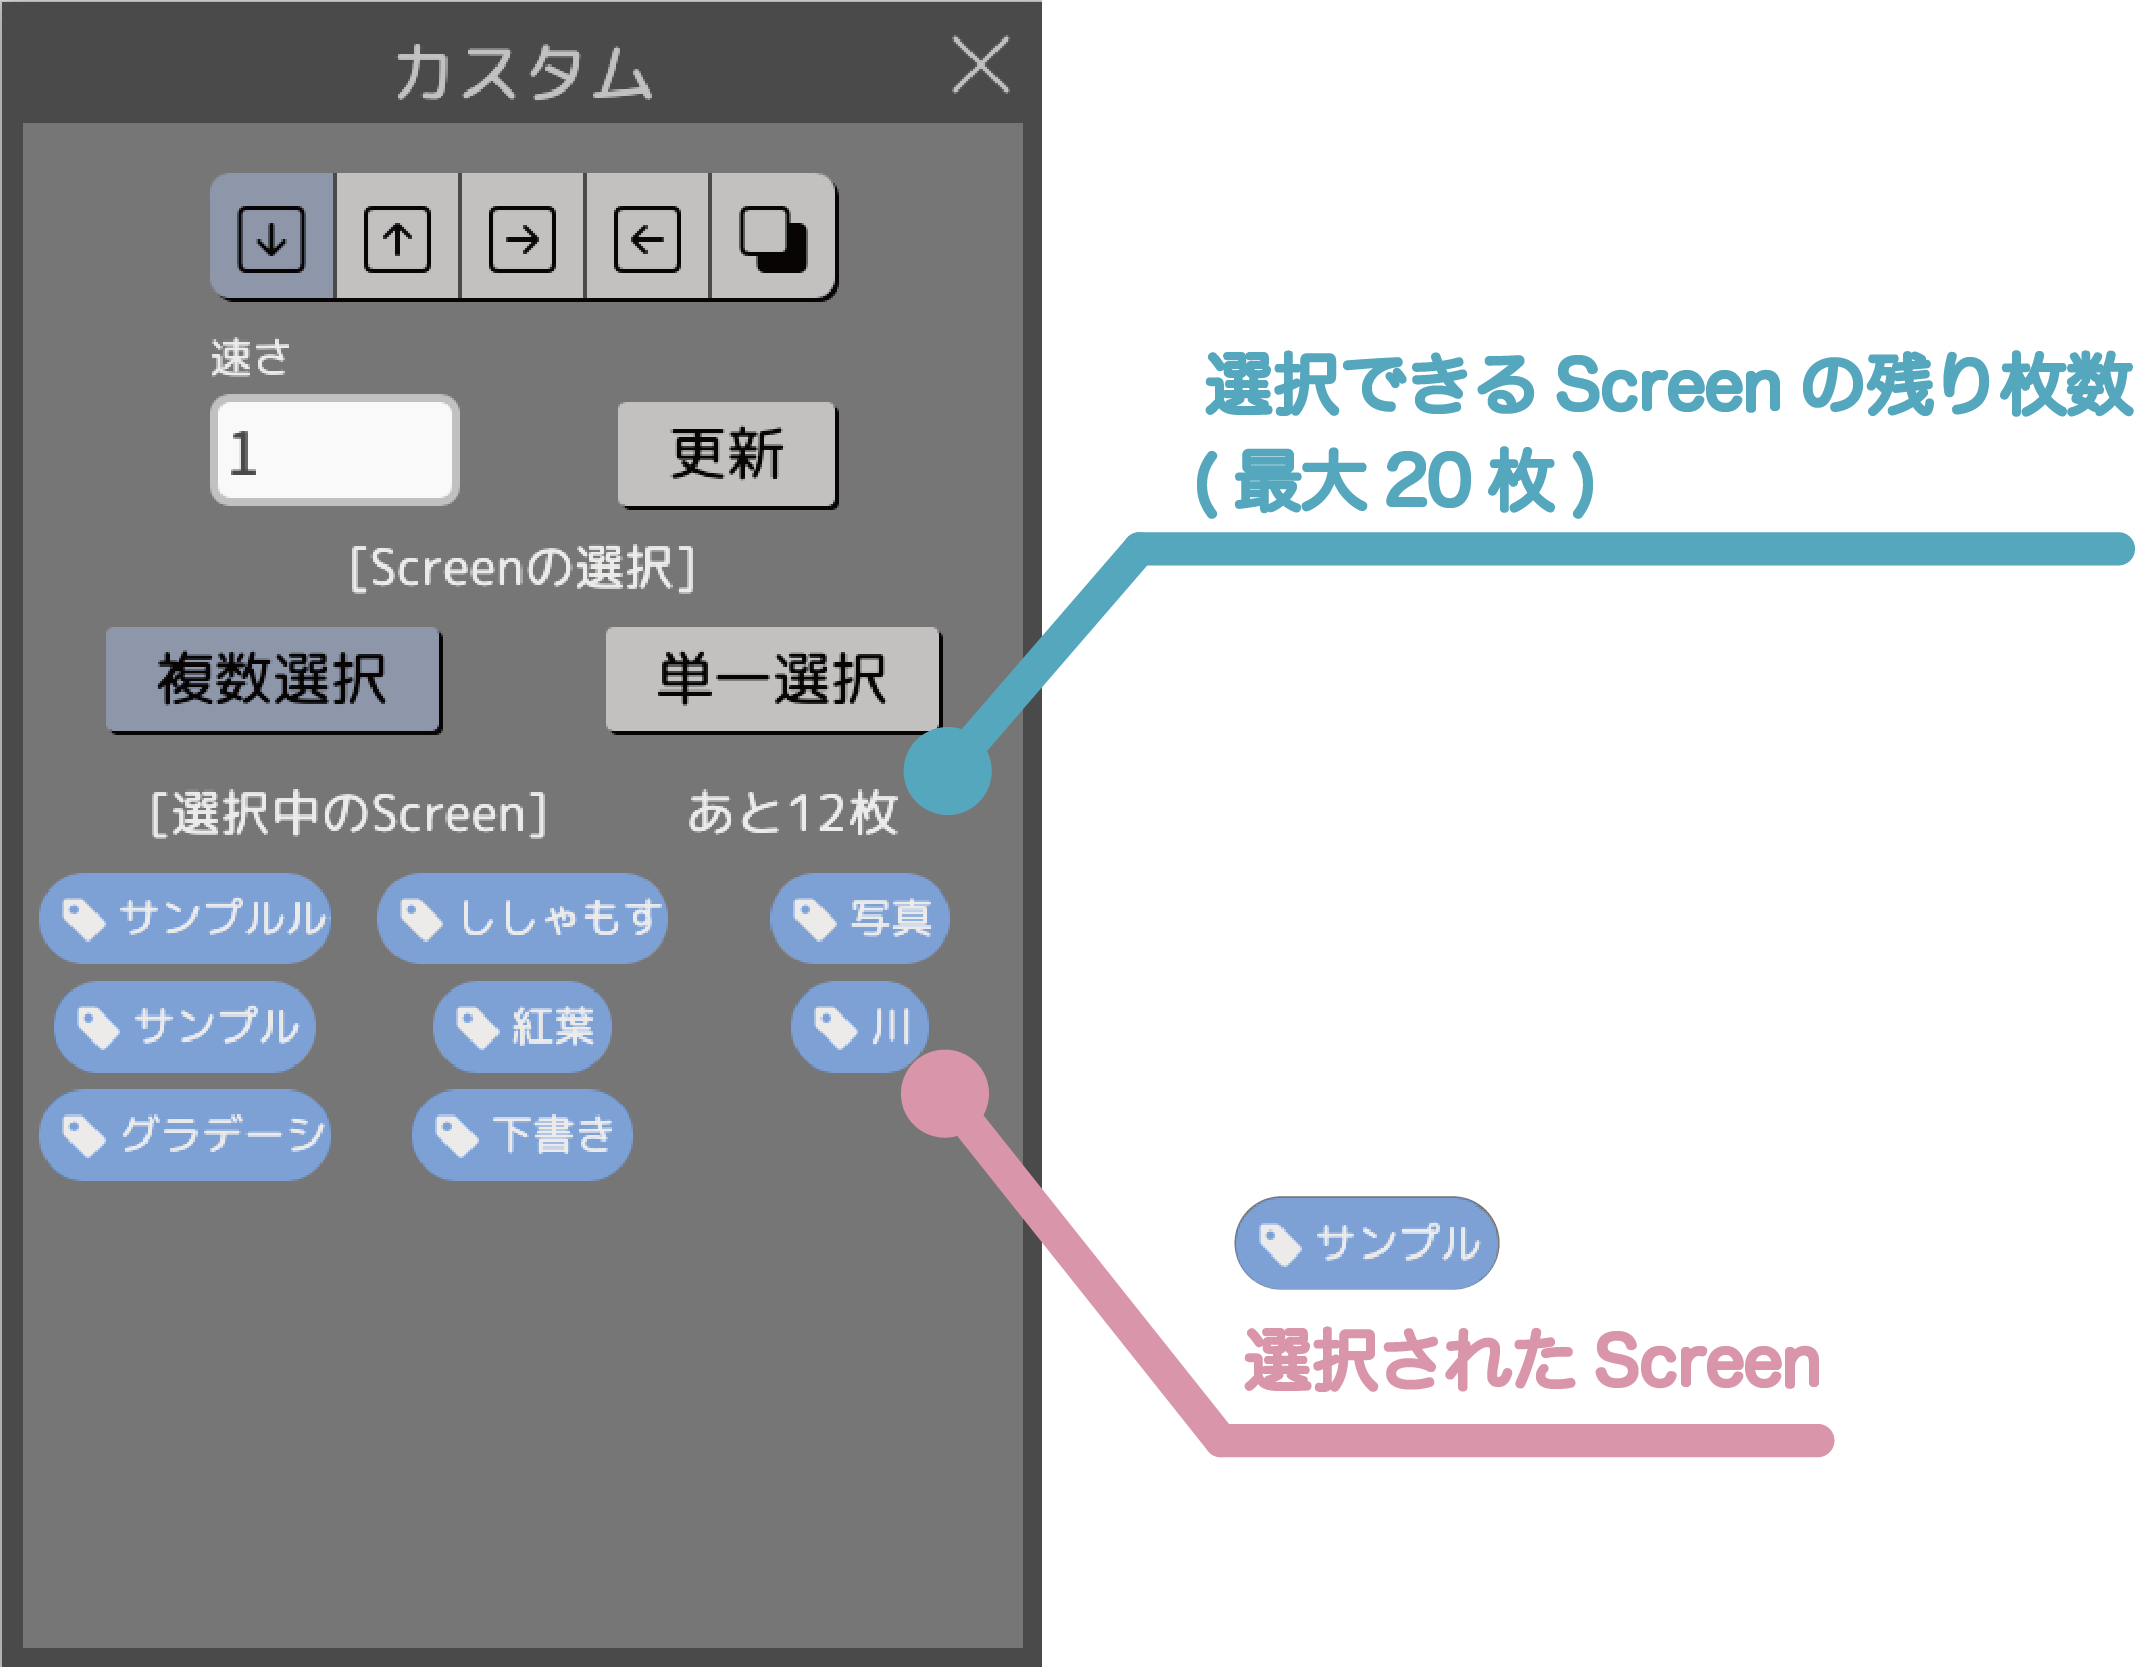 カスタム
速さ
1
更新
[Screenの選択]
複数選択
単一選択
[選択中のScreen]
あと12枚
サンプルル
ししゃもす
写真
サンプル
紅葉
川
グラデーシ
下書き
選択できる Screen の残り枚数
( 最大 20 枚 )
サンプル
選択された Screen